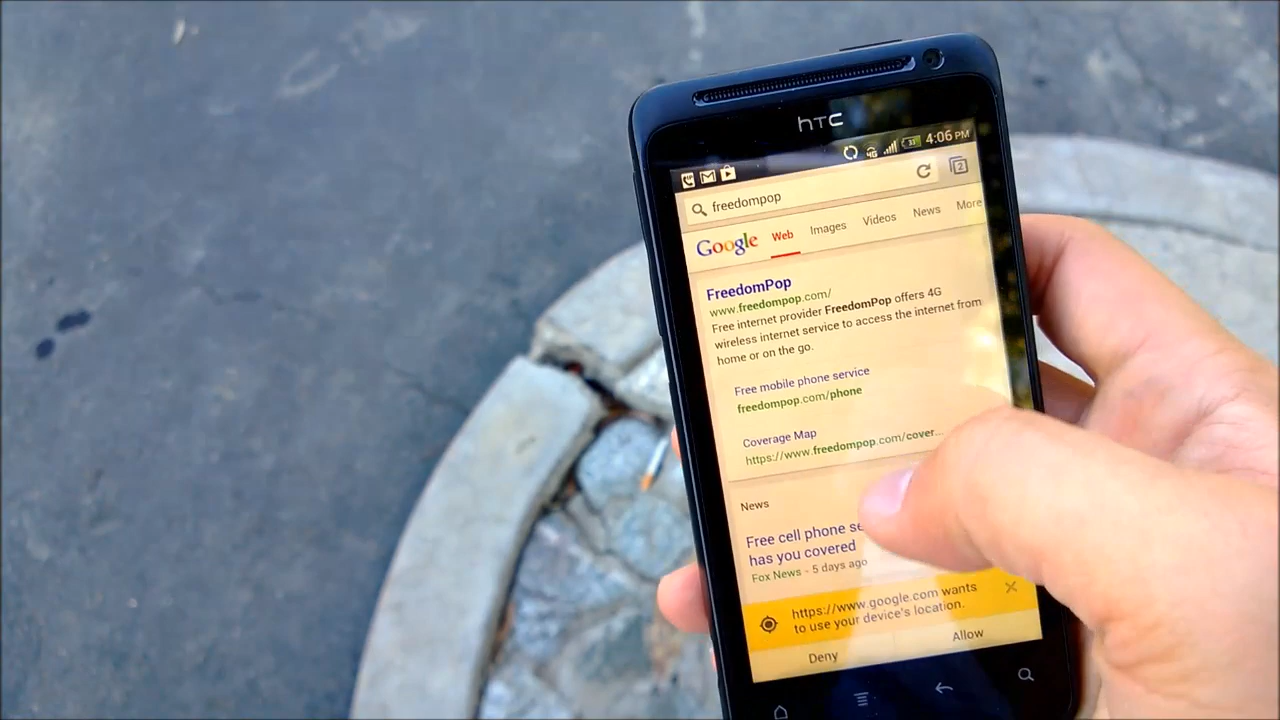 hTC
4G 4:06 PM
freedompop 2
Google Web Images Videos News More
FreedomPop
www.freedompop.com/
Free internet provider FreedomPop offers 4G
wireless internet service to access the internet from
home or on the go.
Free mobile phone service
freedompop.com/phone
Coverage Map
https://www.freedompop.com/cover...
News
Free cell phone se
has you covered
Fox News - 5 days ago
https://www.google.com wants
to use your device's location.
Deny Allow